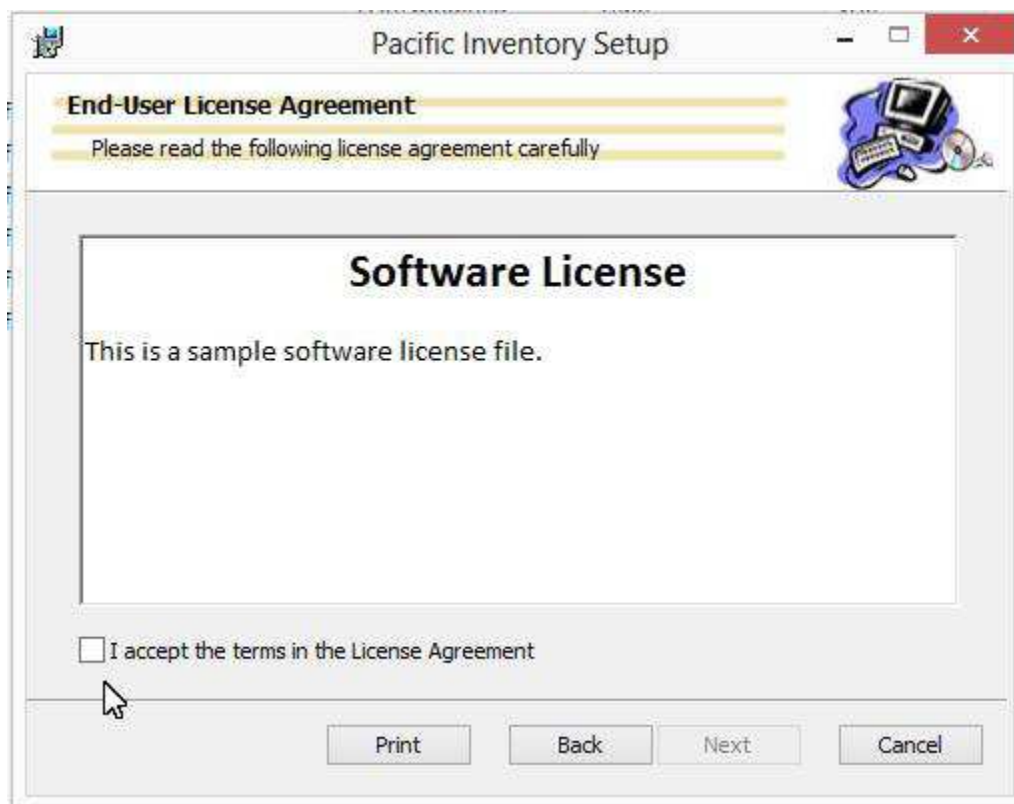 Pacific Inventory Setup
End-User License Agreement
Please read the following license agreement carefully
Software License
This is a sample software license file.
I accept the terms in the License Agreement
Print
Back
Next
Cancel